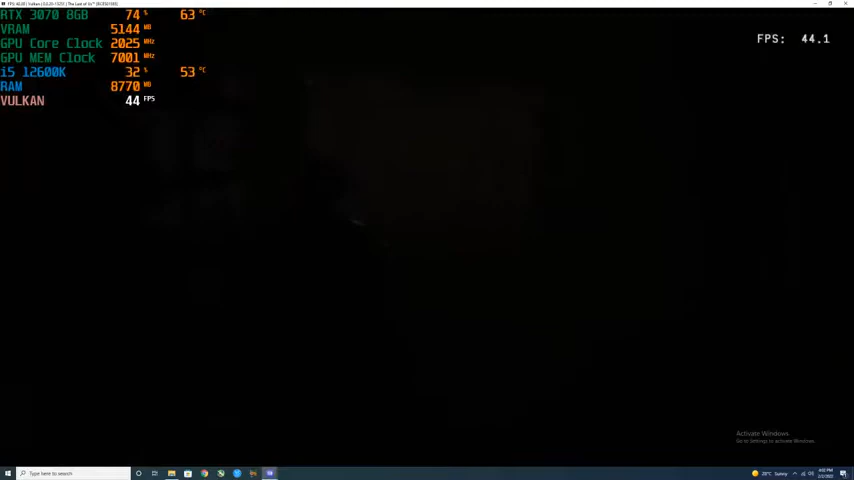 RTX 3070 8GB 74 % 63 °C
VRAM 5144 MB
GPU Core Clock 2025 MHz
GPU MEM Clock 7001 MHz
i5 12600K 32 % 53 °C
RAM 8770 MB
VULKAN 44 FPS
FPS: 44.1
Activate Windows
Go to Settings to activate Windows.
Type here to search
Sunny